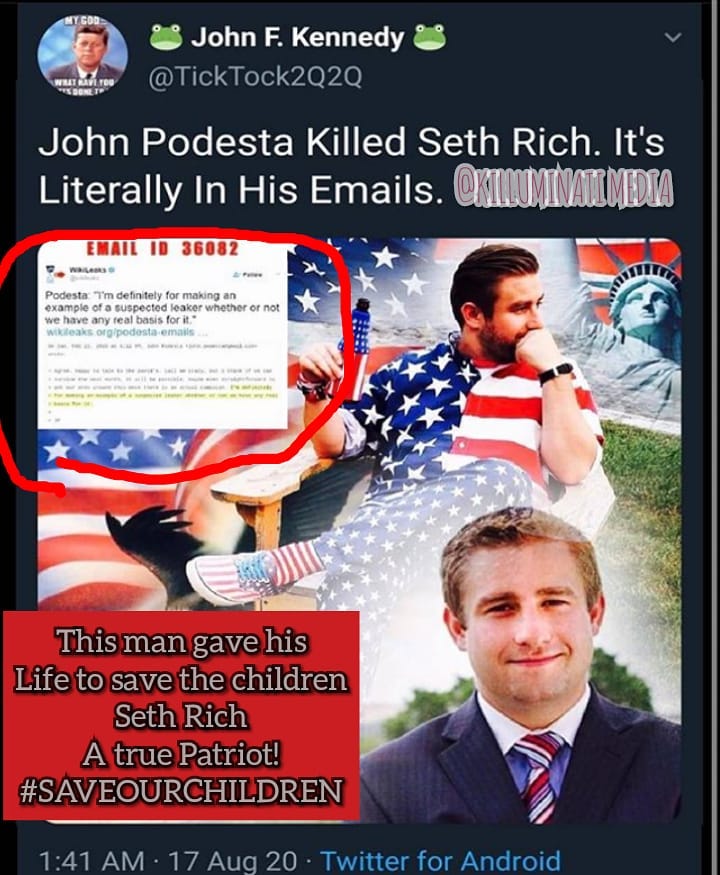 MY GOD
WHAT HAVE YOU
🐸 John F. Kennedy 🐸
@TickTock2Q2Q
John Podesta Killed Seth Rich. It's
Literally In His Emails.
@KILLUMINATI MEDIA
EMAIL ID 36082
WikiLeaks
Follow
Podesta: "I'm definitely for making an
example of a suspected leaker whether or not
we have any real basis for it."
wikileaks.org/podesta-emails ...
This man gave his
Life to save the children
Seth Rich
A true Patriot!
#SAVEOURCHILDREN
1:41 AM · 17 Aug 20 · Twitter for Android